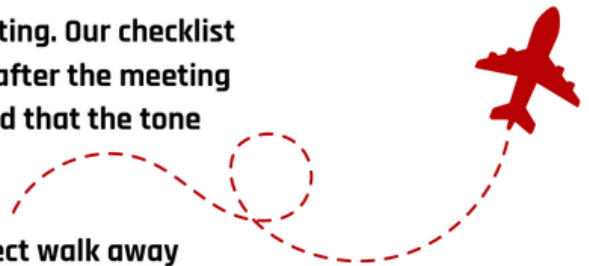 ting. Our checklist
after the meeting
d that the tone
ect walk away